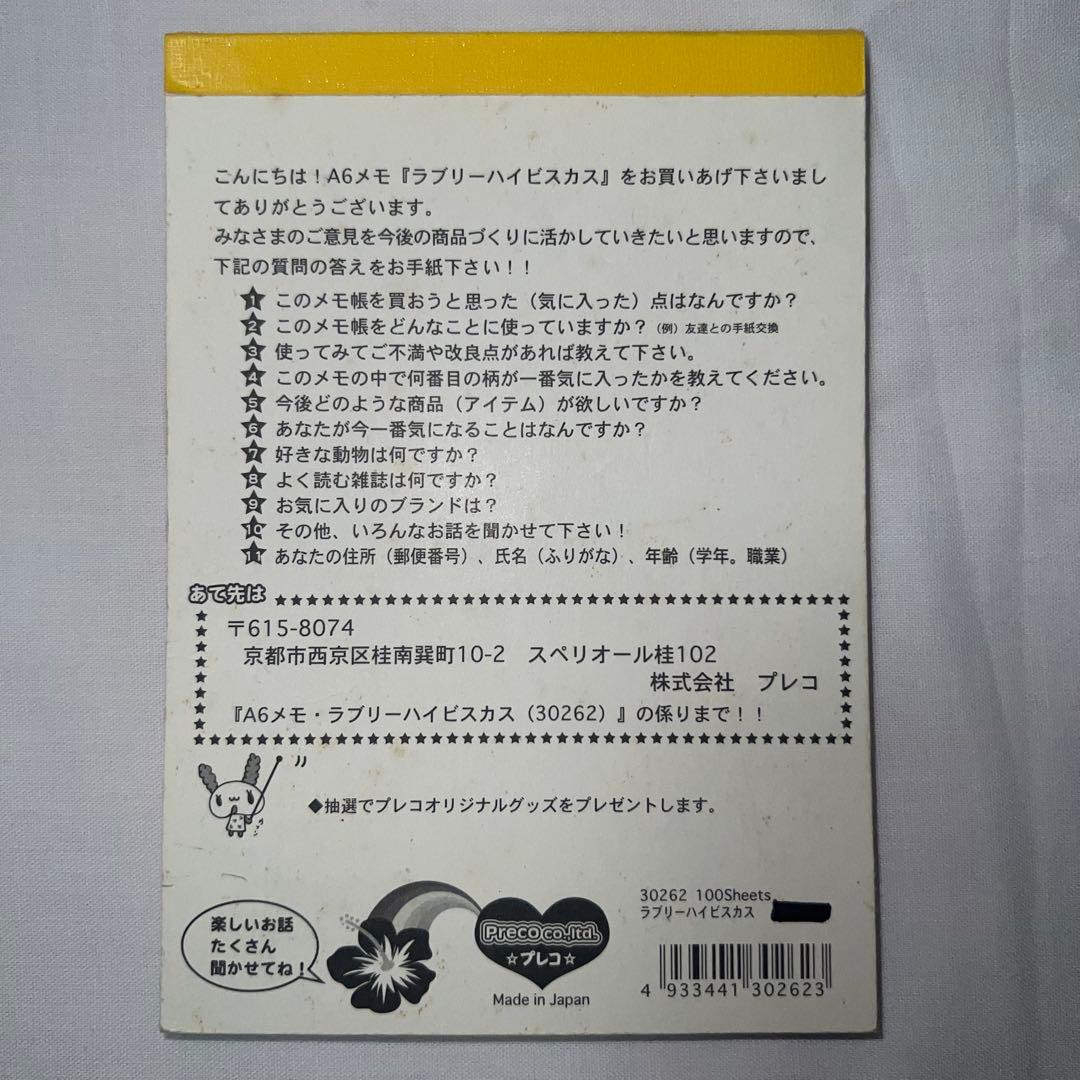 こんにちは！A6メモ『ラブリーハイビスカス』をお買いあげ下さいまし
てありがとうございます。
みなさまのご意見を今後の商品づくりに活かしていきたいと思いますので、
下記の質問の答えをお手紙下さい！！
1 このメモ帳を買おうと思った（気に入った）点はなんですか？
2 このメモ帳をどんなことに使っていますか？（例）友達との手紙交換
3 使ってみてご不満や改良点があれば教えて下さい。
4 このメモの中で何番目の柄が一番気に入ったかを教えてください。
5 今後どのような商品（アイテム）が欲しいですか？
6 あなたが今一番気になることはなんですか？
7 好きな動物は何ですか？
8 よく読む雑誌は何ですか？
9 お気に入りのブランドは？
10 その他、いろんなお話を聞かせて下さい！
11 あなたの住所（郵便番号）、氏名（ふりがな）、年齢（学年。職業）
あて先は
〒615-8074
京都市西京区桂南巽町10-2　スペリオール桂102
株式会社　プレコ
『A6メモ・ラブリーハイビスカス（30262）』の係りまで！！
◆抽選でプレコオリジナルグッズをプレゼントします。
楽しいお話
たくさん
聞かせてね！
Preco co.,ltd.
☆プレコ☆
Made in Japan
30262 100Sheets
ラブリーハイビスカス
4 933441 302623